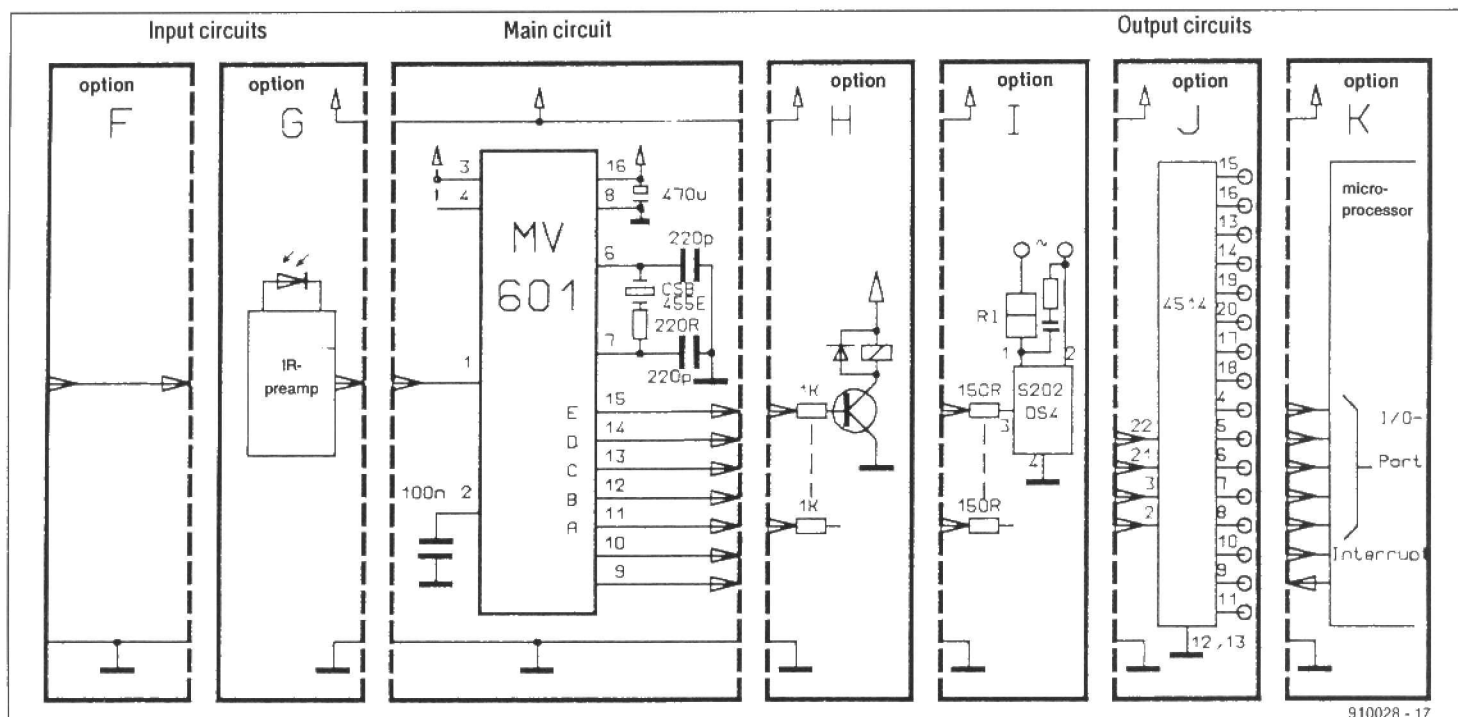 Input circuits
Main circuit
Output circuits
option
F
option
G
IR-
preamp
3
4
MV
601
1
100n 2
16
8
470u
6
220p
CSB
455E
220R
7
220p
E 15
D 14
C 13
B 12
A 11
10
9
option
H
1K
1K
option
I
~
R1
1
2
S202
DS4
150R
3
4
150R
option
J
4514
22
21
3
2
15
16
13
14
19
20
17
18
4
5
6
7
8
10
9
11
12,13
option
K
micro-
processor
I/O-
Port
Interrupt
910028 - 17